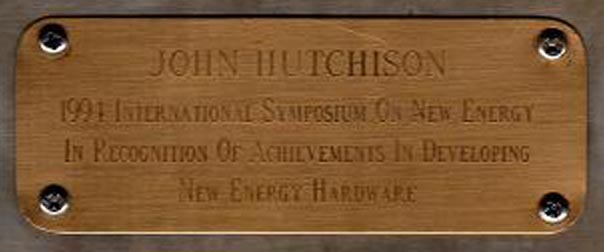 JOHN HUTCHISON
1994 INTERNATIONAL SYMPOSIUM ON NEW ENERGY
IN RECOGNITION OF ACHIEVEMENTS IN DEVELOPING
NEW ENERGY HARDWARE